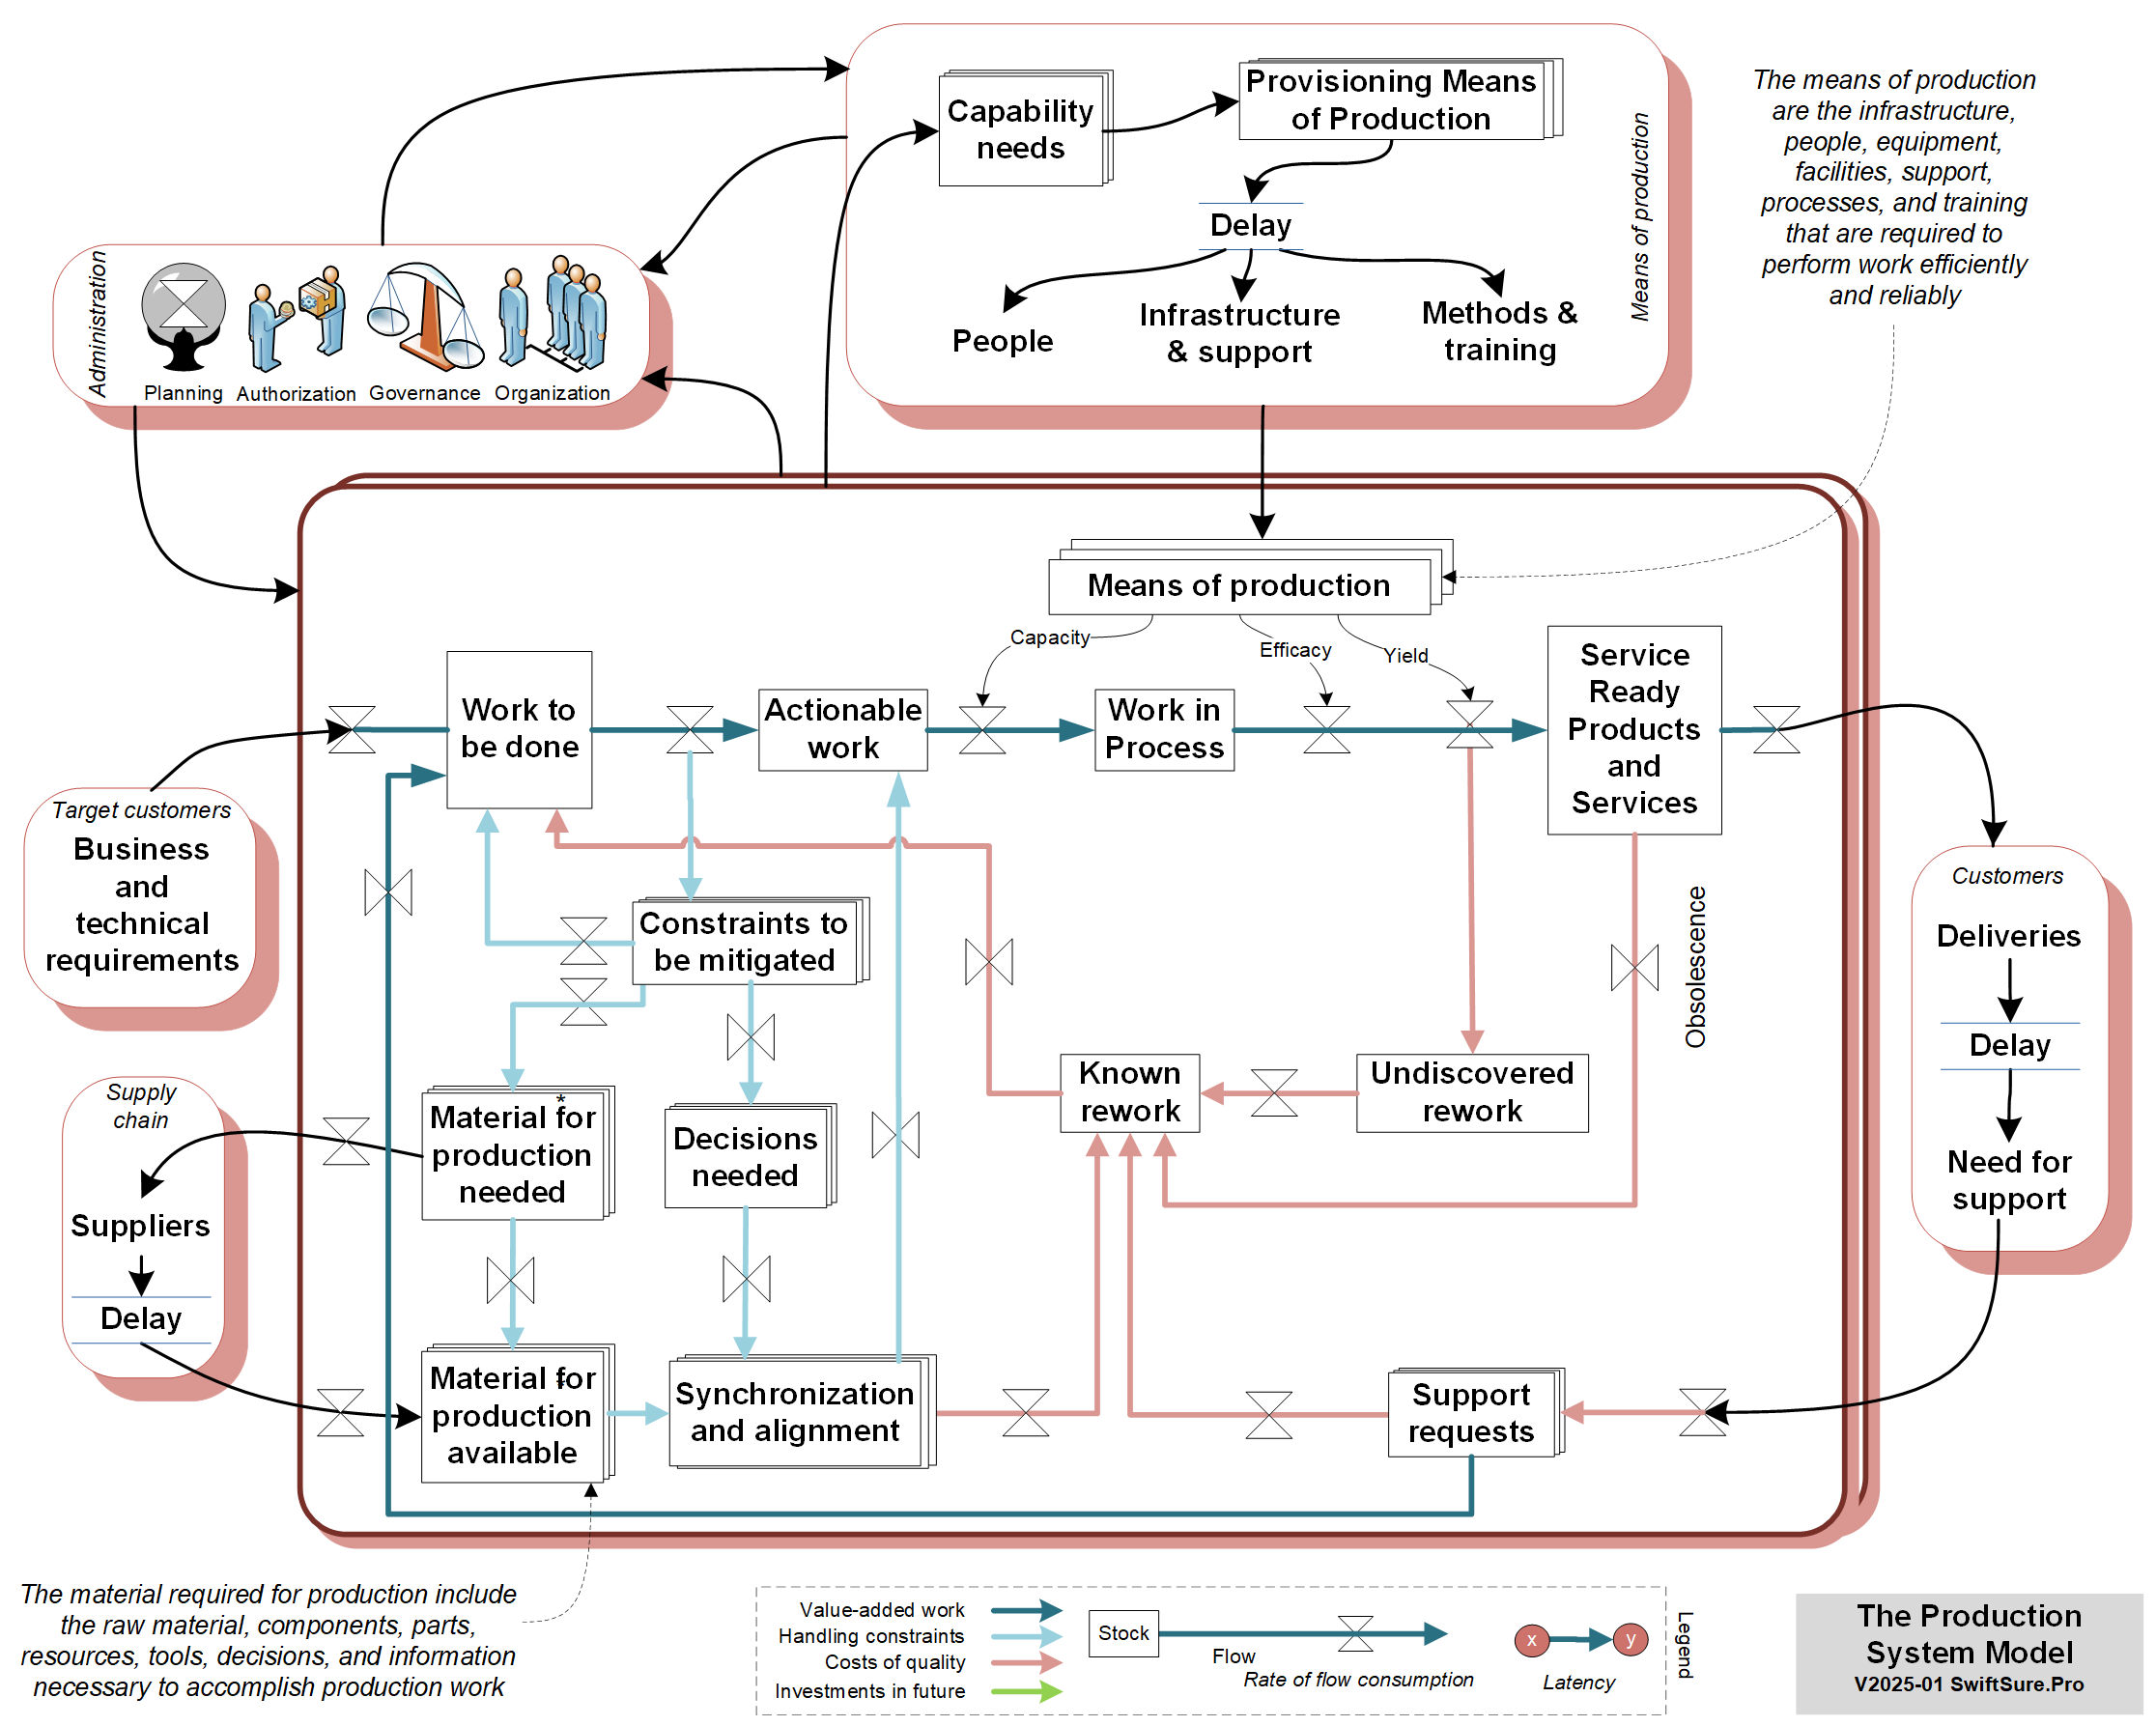 Capability
needs
Provisioning Means
of Production
Delay
People
Infrastructure
& support
Methods &
training
Means of production
The means of production
are the infrastructure,
people, equipment,
facilities, support,
processes, and training
that are required to
perform work efficiently
and reliably
Administration
Planning
Authorization
Governance
Organization
Means of production
Capacity
Efficacy
Yield
Work to
be done
Actionable
work
Work in
Process
Service
Ready
Products
and
Services
Target customers
Business
and
technical
requirements
Constraints to
be mitigated
Obsolescence
Customers
Deliveries
Delay
Need for
support
Supply
chain
Suppliers
Delay
*
Material for
production
needed
Decisions
needed
Known
rework
Undiscovered
rework
Material for
production
available
Synchronization
and alignment
Support
requests
The material required for production include
the raw material, components, parts,
resources, tools, decisions, and information
necessary to accomplish production work
Value-added work
Handling constraints
Costs of quality
Investments in future
Stock
Flow
Rate of flow consumption
x
y
Latency
Legend
The Production
System Model
V2025-01 SwiftSure.Pro